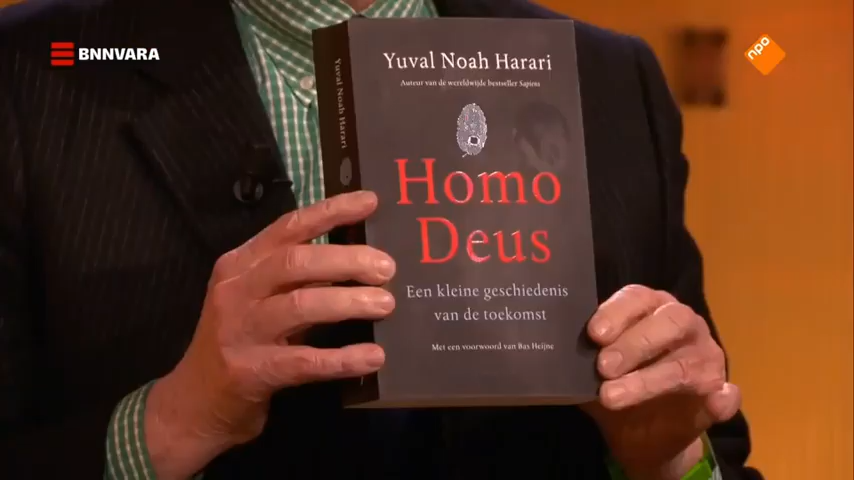 BNNVARA
npo
Yuval Noah Harari
Auteur van de wereldwijde bestseller Sapiens
Yuval Noah Harari
Homo
Deus
Een kleine geschiedenis
van de toekomst
Met een voorwoord van Bas Heijne